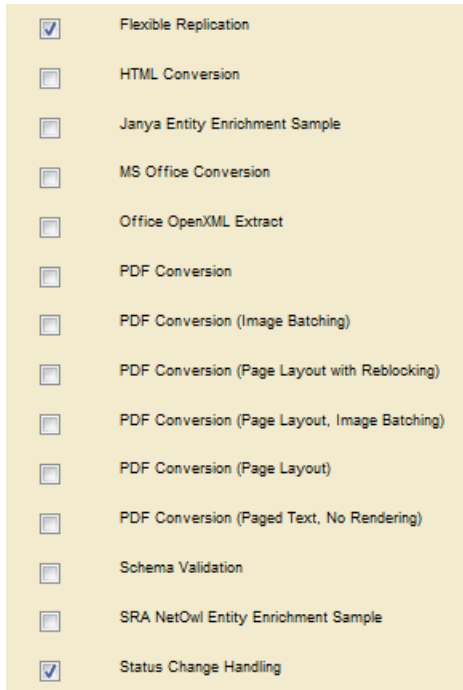 Flexible Replication
HTML Conversion
Janya Entity Enrichment Sample
MS Office Conversion
Office OpenXML Extract
PDF Conversion
PDF Conversion (Image Batching)
PDF Conversion (Page Layout with Reblocking)
PDF Conversion (Page Layout, Image Batching)
PDF Conversion (Page Layout)
PDF Conversion (Paged Text, No Rendering)
Schema Validation
SRA NetOwl Entity Enrichment Sample
Status Change Handling